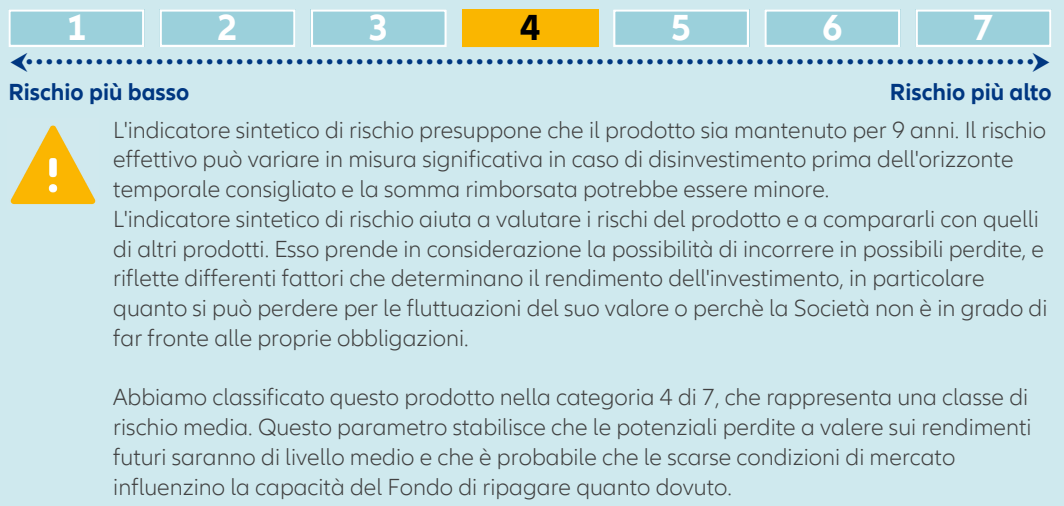 1 2 3 4 5 6 7
Rischio più basso Rischio più alto
L'indicatore sintetico di rischio presuppone che il prodotto sia mantenuto per 9 anni. Il rischio
effettivo può variare in misura significativa in caso di disinvestimento prima dell'orizzonte
temporale consigliato e la somma rimborsata potrebbe essere minore.
L'indicatore sintetico di rischio aiuta a valutare i rischi del prodotto e a compararli con quelli
di altri prodotti. Esso prende in considerazione la possibilità di incorrere in possibili perdite, e
riflette differenti fattori che determinano il rendimento dell'investimento, in particolare
quanto si può perdere per le fluttuazioni del suo valore o perchè la Società non è in grado di
far fronte alle proprie obbligazioni.
Abbiamo classificato questo prodotto nella categoria 4 di 7, che rappresenta una classe di
rischio media. Questo parametro stabilisce che le potenziali perdite a valere sui rendimenti
futuri saranno di livello medio e che è probabile che le scarse condizioni di mercato
influenzino la capacità del Fondo di ripagare quanto dovuto.